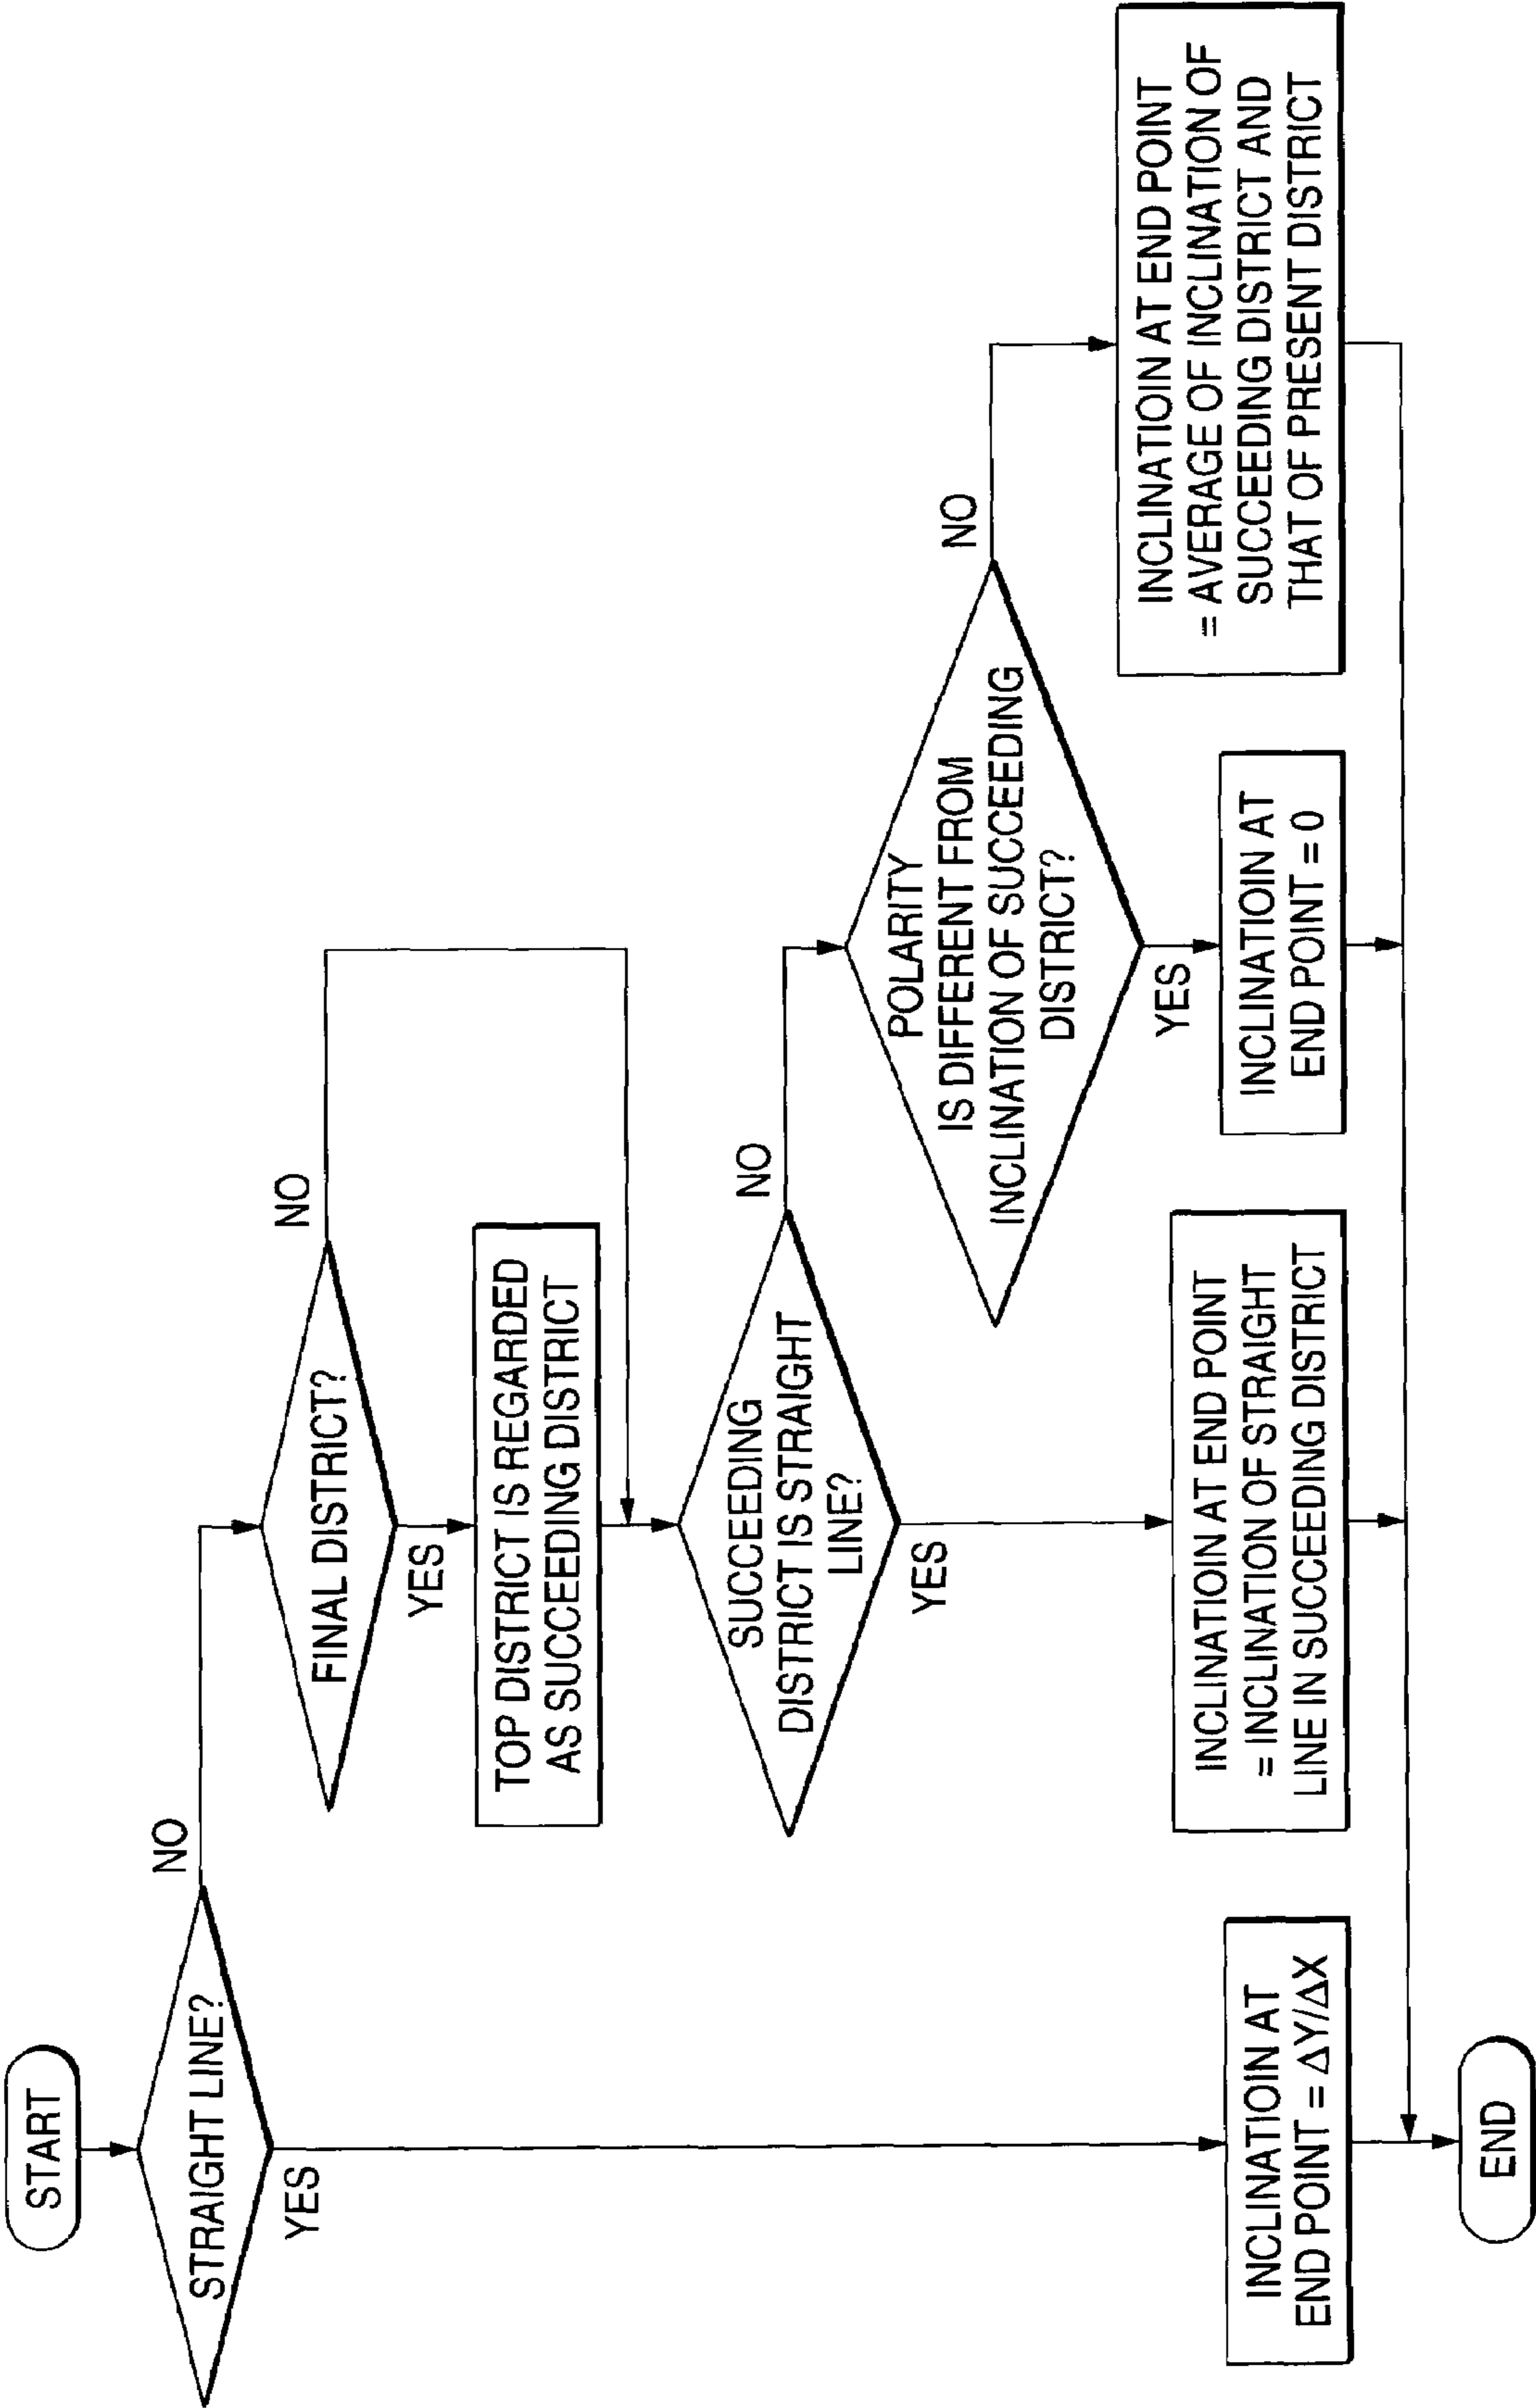 START
STRAIGHT LINE?
NO
YES
FINAL DISTRICT?
NO
YES
TOP DISTRICT IS REGARDED
AS SUCCEEDING DISTRICT
SUCCEEDING
DISTRICT IS STRAIGHT
LINE?
NO
YES
POLARITY
IS DIFFERENT FROM
INCLINATION OF SUCCEEDING
DISTRICT?
NO
YES
INCLINATIOIN AT
END POINT = ΔY/ΔX
INCLINATIOIN AT END POINT
= INCLINATION OF STRAIGHT
LINE IN SUCCEEDING DISTRICT
INCLINATIOIN AT
END POINT = 0
INCLINATIOIN AT END POINT
= AVERAGE OF INCLINATION OF
SUCCEEDING DISTRICT AND
THAT OF PRESENT DISTRICT
END